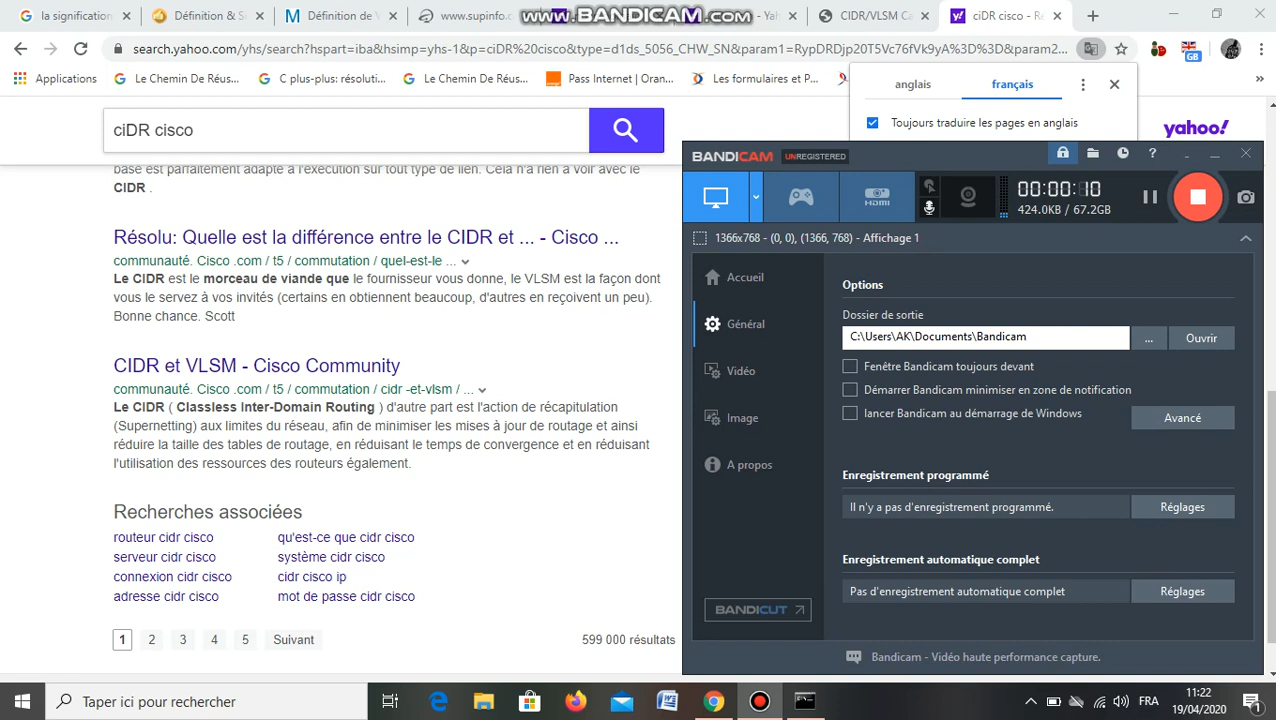 la signification
Définition &
Définition de
www.supinfo.c
www.BANDICAM.com
- Yah
CIDR/VLSM Ca
ciDR cisco - Re
search.yahoo.com/yhs/search?hspart=iba&hsimp=yhs-1&p=ciDR%20cisco&type=d1ds_5056_CHW_SN&param1=RypDRDjp20T5Vc76fVk9yA%3D%3D&param2...
GB
Applications
Le Chemin De Réus...
C plus-plus: résoluti...
Le Chemin De Réus...
Pass Internet | Oran...
Les formulaires et P...
»
anglais
français
Toujours traduire les pages en anglais
ciDR cisco
yahoo!
base est parfaitement adapté à l'exécution sur tout type de lien. Cela n'a rien à voir avec le
CIDR .
Résolu: Quelle est la différence entre le CIDR et ... - Cisco ...
communauté. Cisco .com / t5 / commutation / quel-est-le ...
Le CIDR est le morceau de viande que le fournisseur vous donne, le VLSM est la façon dont
vous le servez à vos invités (certains en obtiennent beaucoup, d'autres en reçoivent un peu).
Bonne chance. Scott
CIDR et VLSM - Cisco Community
communauté. Cisco .com / t5 / commutation / cidr -et-vlsm / ...
Le CIDR ( Classless Inter-Domain Routing ) d'autre part est l'action de récapitulation
(Supernetting) aux limites du réseau, afin de minimiser les mises à jour de routage et ainsi
réduire la taille des tables de routage, en réduisant le temps de convergence et en réduisant
l'utilisation des ressources des routeurs également.
Recherches associées
routeur cidr cisco
qu'est-ce que cidr cisco
serveur cidr cisco
système cidr cisco
connexion cidr cisco
cidr cisco ip
adresse cidr cisco
mot de passe cidr cisco
1 2 3 4 5 Suivant
599 000 résultats
BANDICAM UNREGISTERED
?
HDMI
00:00:10
424.0KB / 67.2GB
1366x768 - (0, 0), (1366, 768) - Affichage 1
Accueil
Général
Vidéo
Image
A propos
BANDICUT
Options
Dossier de sortie
C:\Users\AK\Documents\Bandicam
...
Ouvrir
Fenêtre Bandicam toujours devant
Démarrer Bandicam minimiser en zone de notification
lancer Bandicam au démarrage de Windows
Avancé
Enregistrement programmé
Il n'y a pas d'enregistrement programmé.
Réglages
Enregistrement automatique complet
Pas d'enregistrement automatique complet
Réglages
Bandicam - Vidéo haute performance capture.
Taper ici pour rechercher
FRA
11:22
19/04/2020
1